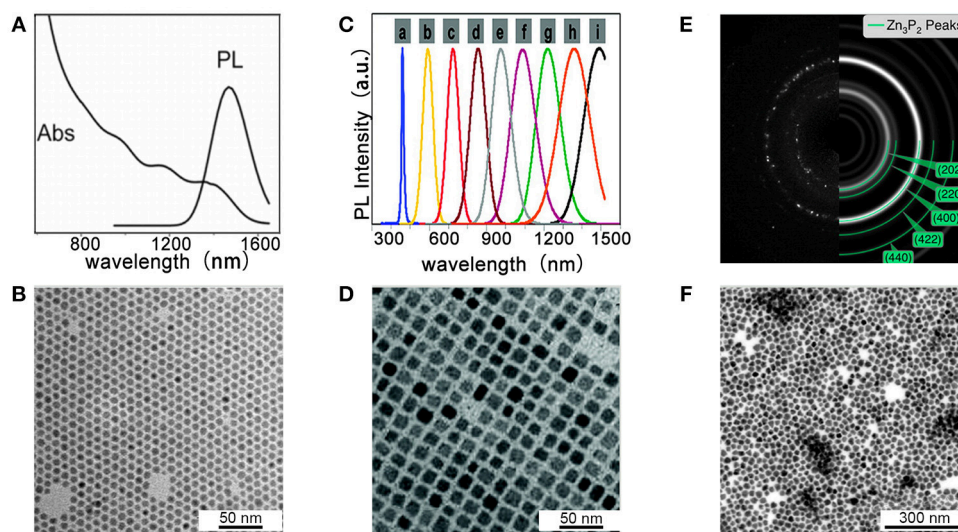 A
Abs
PL
800
1200
1600
wavelength (nm)
B
50 nm
C
a b c d e f g h i
PL Intensity (a.u.)
300 600 900 1200 1500
wavelength (nm)
D
50 nm
E
Zn₃P₂ Peaks
(202
(220
(400)
(422)
(440)
F
300 nm